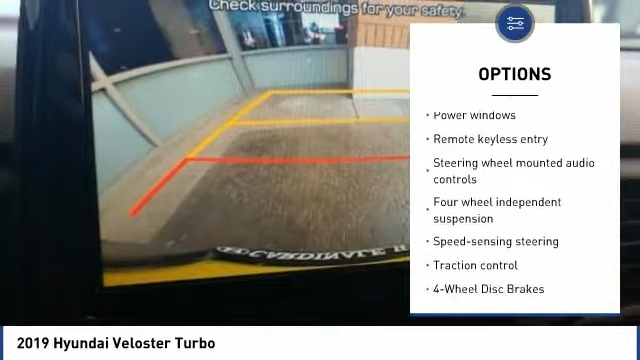 Check surroundings for your safety.
OPTIONS
Power windows
Remote keyless entry
Steering wheel mounted audio
controls
Four wheel independent
suspension
Speed-sensing steering
Traction control
4-Wheel Disc Brakes
2019 Hyundai Veloster Turbo